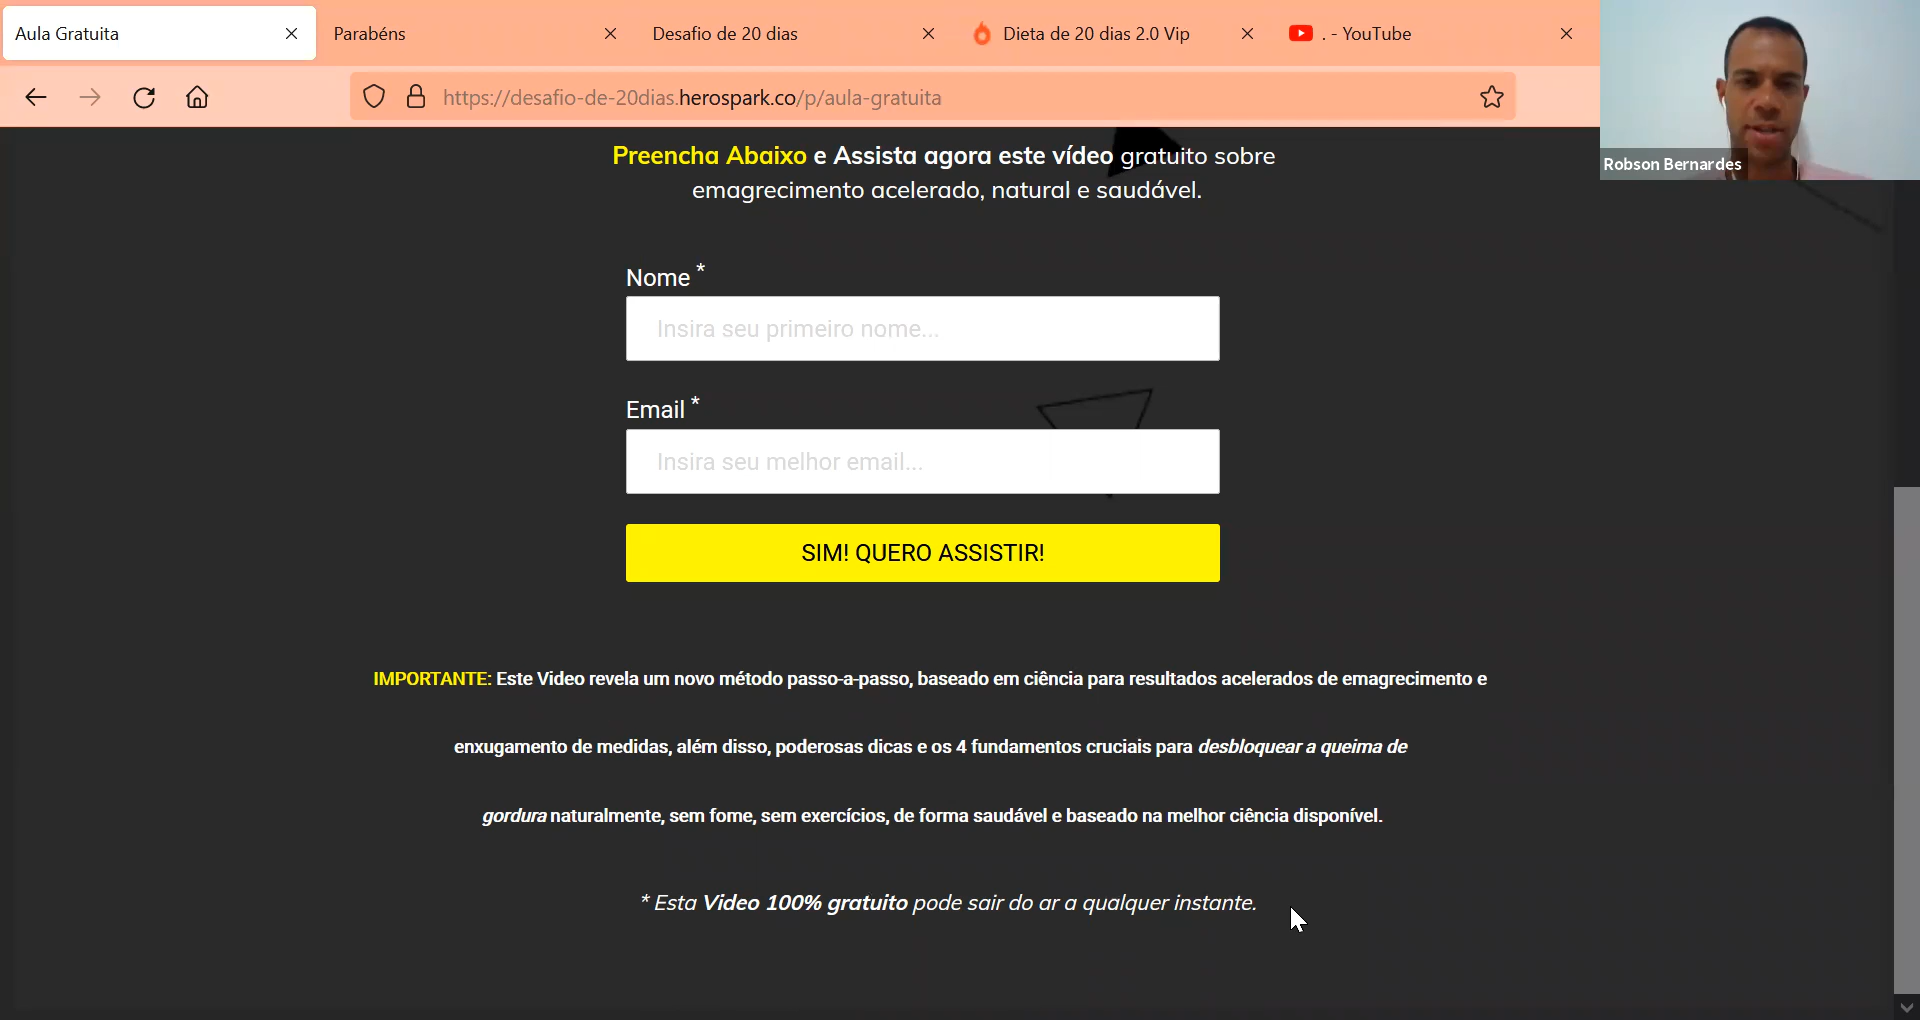 Aula Gratuita
Parabéns
Desafio de 20 dias
Dieta de 20 dias 2.0 Vip
. - YouTube
https://desafio-de-20dias.herospark.co/p/aula-gratuita
Robson Bernardes
Preencha Abaixo e Assista agora este vídeo gratuito sobre
emagrecimento acelerado, natural e saudável.
Nome *
Insira seu primeiro nome...
Email *
Insira seu melhor email...
SIM! QUERO ASSISTIR!
IMPORTANTE: Este Video revela um novo método passo-a-passo, baseado em ciência para resultados acelerados de emagrecimento e
enxugamento de medidas, além disso, poderosas dicas e os 4 fundamentos cruciais para desbloquear a queima de
gordura naturalmente, sem fome, sem exercícios, de forma saudável e baseado na melhor ciência disponível.
* Esta Video 100% gratuito pode sair do ar a qualquer instante.